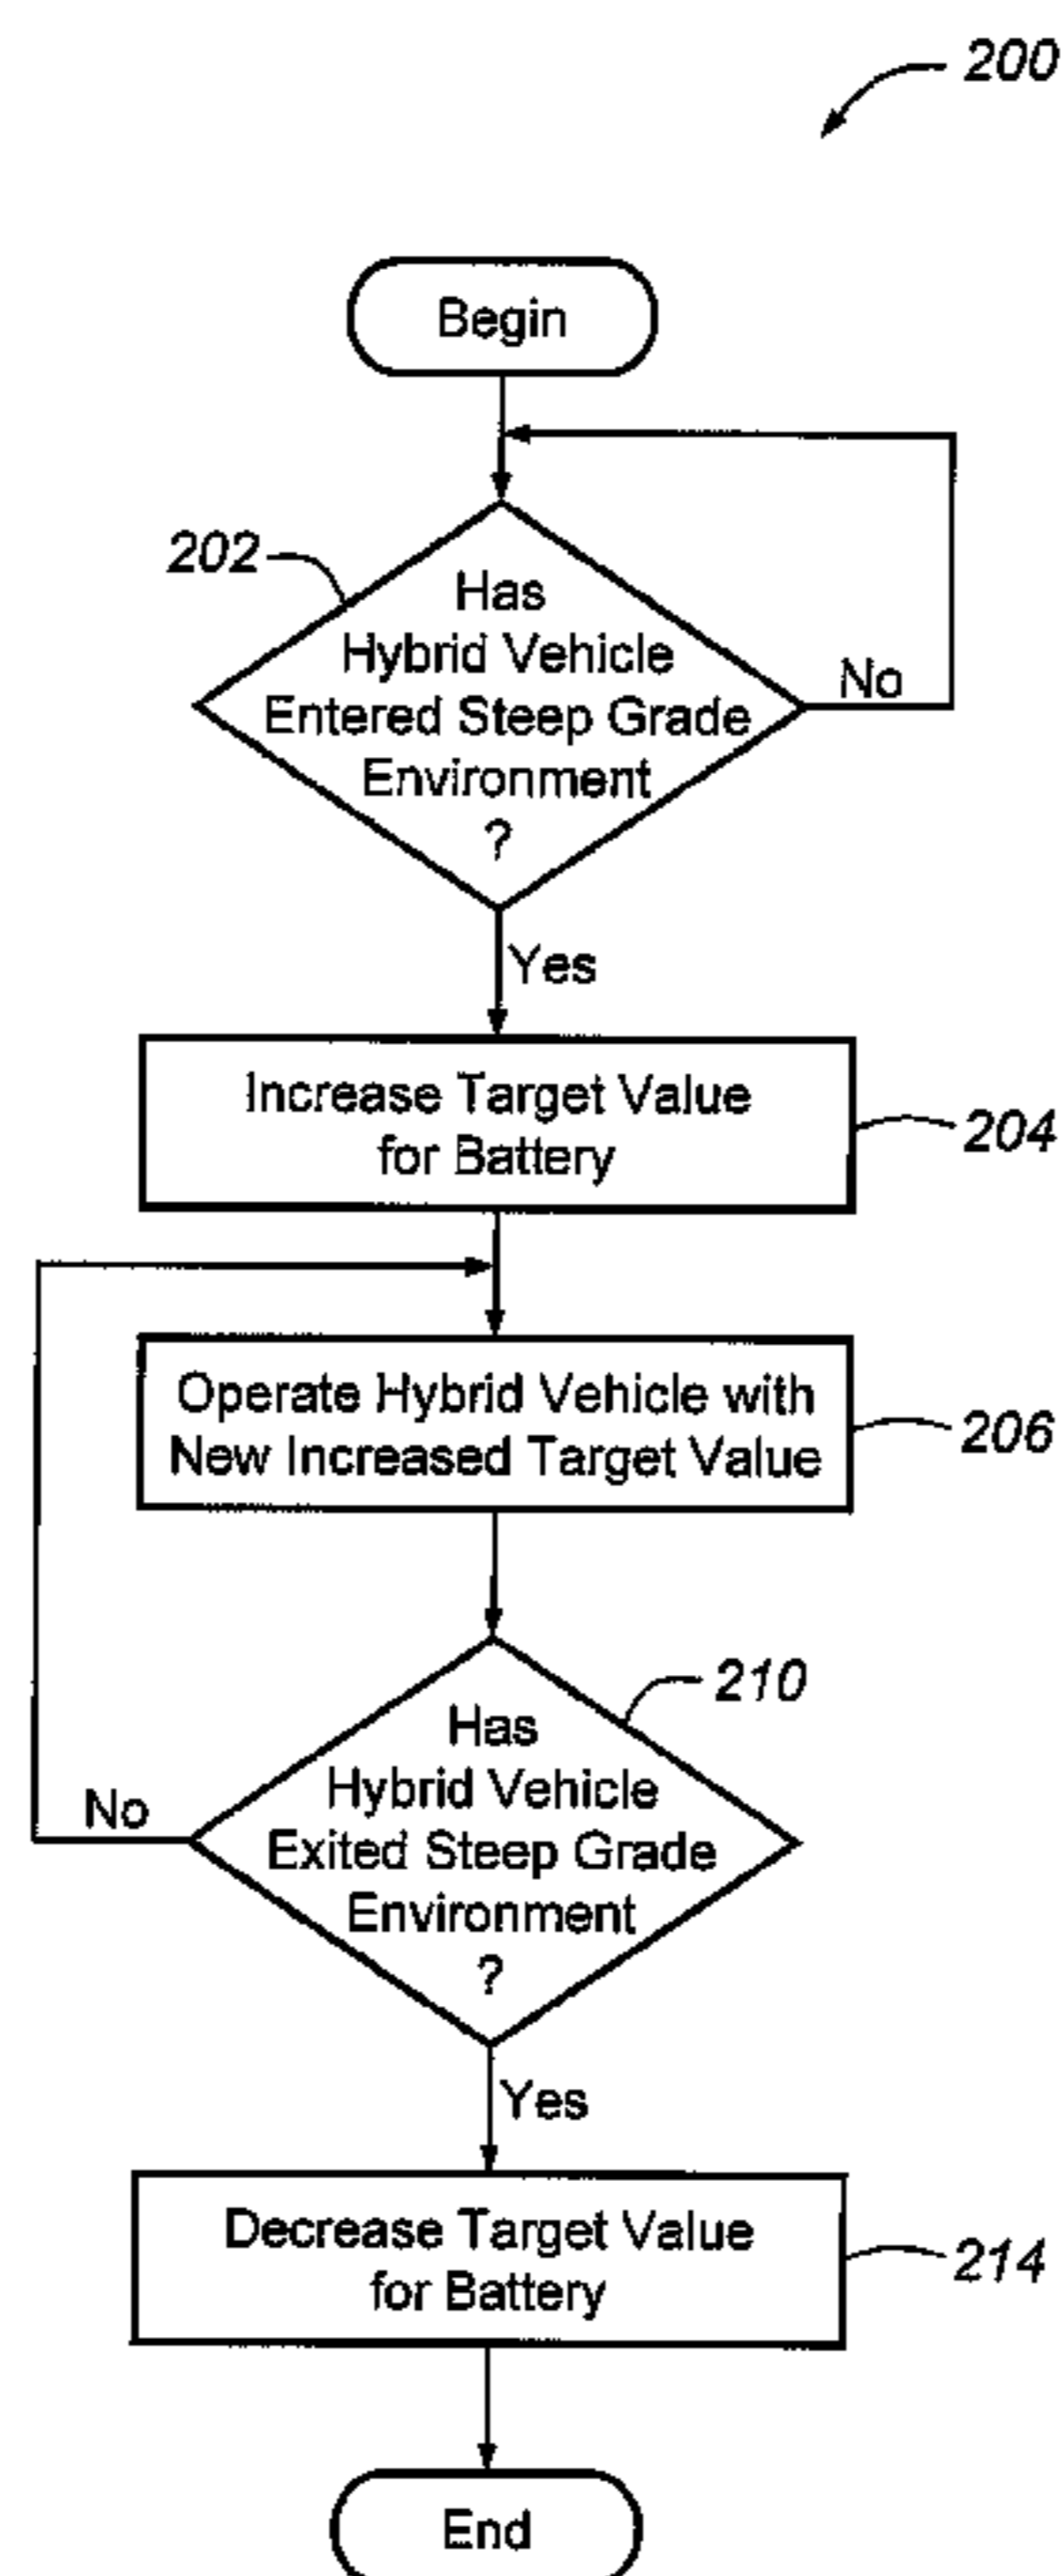 200
Begin
202
Has
Hybrid Vehicle
Entered Steep Grade
Environment
?
No
Yes
Increase Target Value
for Battery
204
Operate Hybrid Vehicle with
New Increased Target Value
206
210
Has
Hybrid Vehicle
Exited Steep Grade
Environment
?
No
Yes
Decrease Target Value
for Battery
214
End